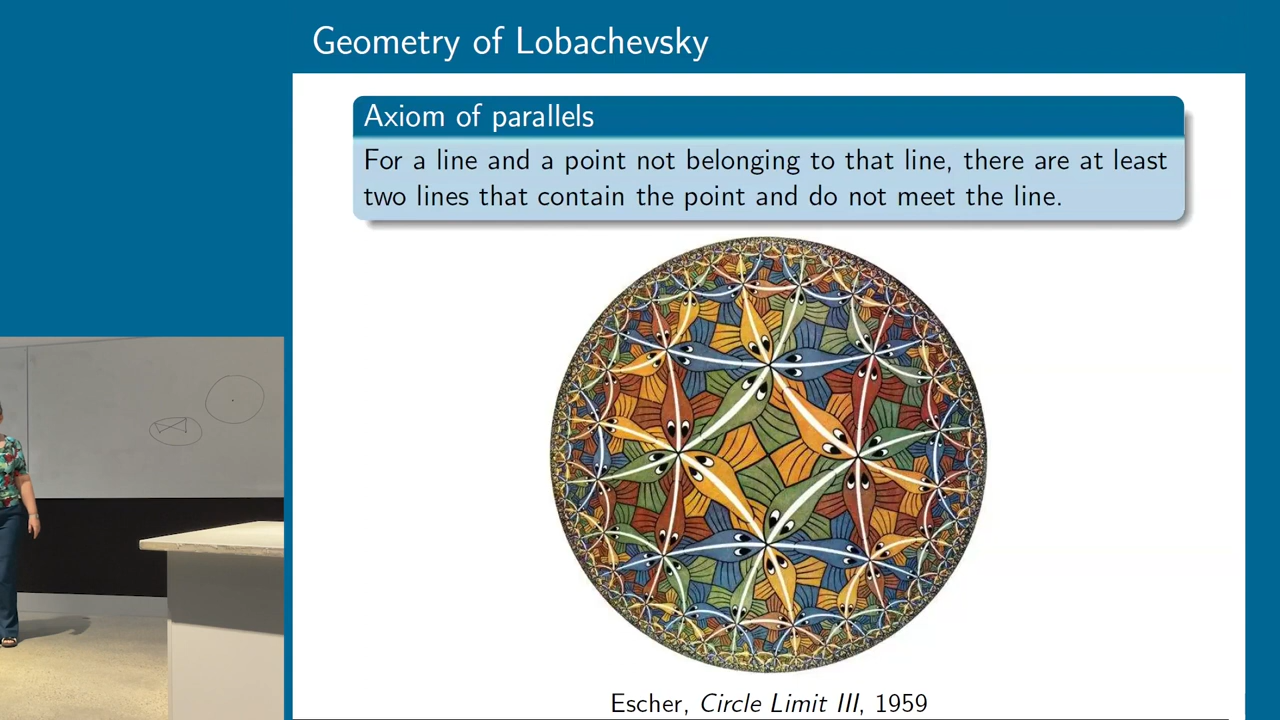 Geometry of Lobachevsky
Axiom of parallels
For a line and a point not belonging to that line, there are at least
two lines that contain the point and do not meet the line.
Escher, Circle Limit III, 1959